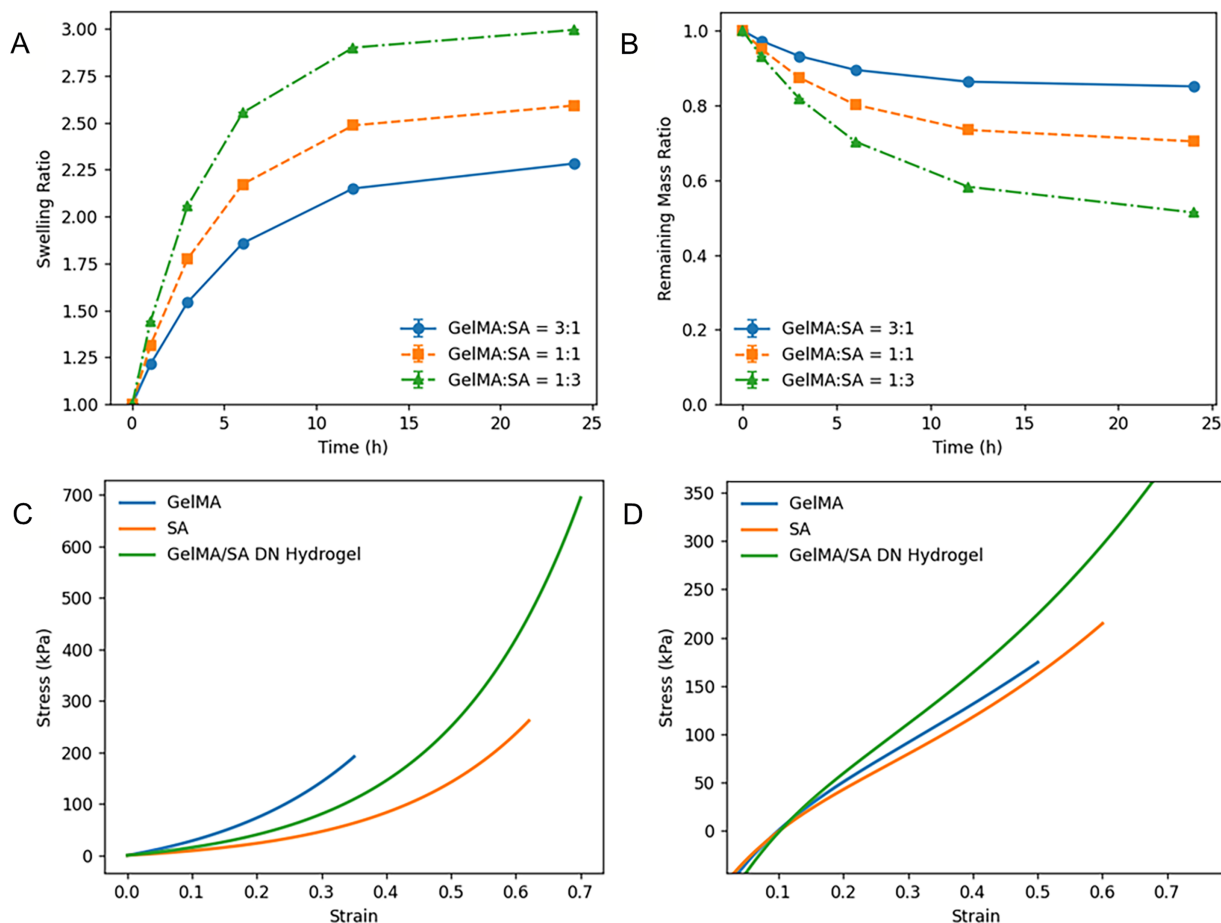 A
Swelling Ratio
3.00
2.75
2.50
2.25
2.00
1.75
1.50
1.25
1.00
GelMA:SA = 3:1
GelMA:SA = 1:1
GelMA:SA = 1:3
0 5 10 15 20 25
Time (h)
B
Remaining Mass Ratio
1.0
0.8
0.6
0.4
0.2
0.0
GelMA:SA = 3:1
GelMA:SA = 1:1
GelMA:SA = 1:3
0 5 10 15 20 25
Time (h)
C
Stress (kPa)
700
600
500
400
300
200
100
0
GelMA
SA
GelMA/SA DN Hydrogel
0.0 0.1 0.2 0.3 0.4 0.5 0.6 0.7
Strain
D
Stress (kPa)
350
300
250
200
150
100
50
0
GelMA
SA
GelMA/SA DN Hydrogel
0.1 0.2 0.3 0.4 0.5 0.6 0.7
Strain